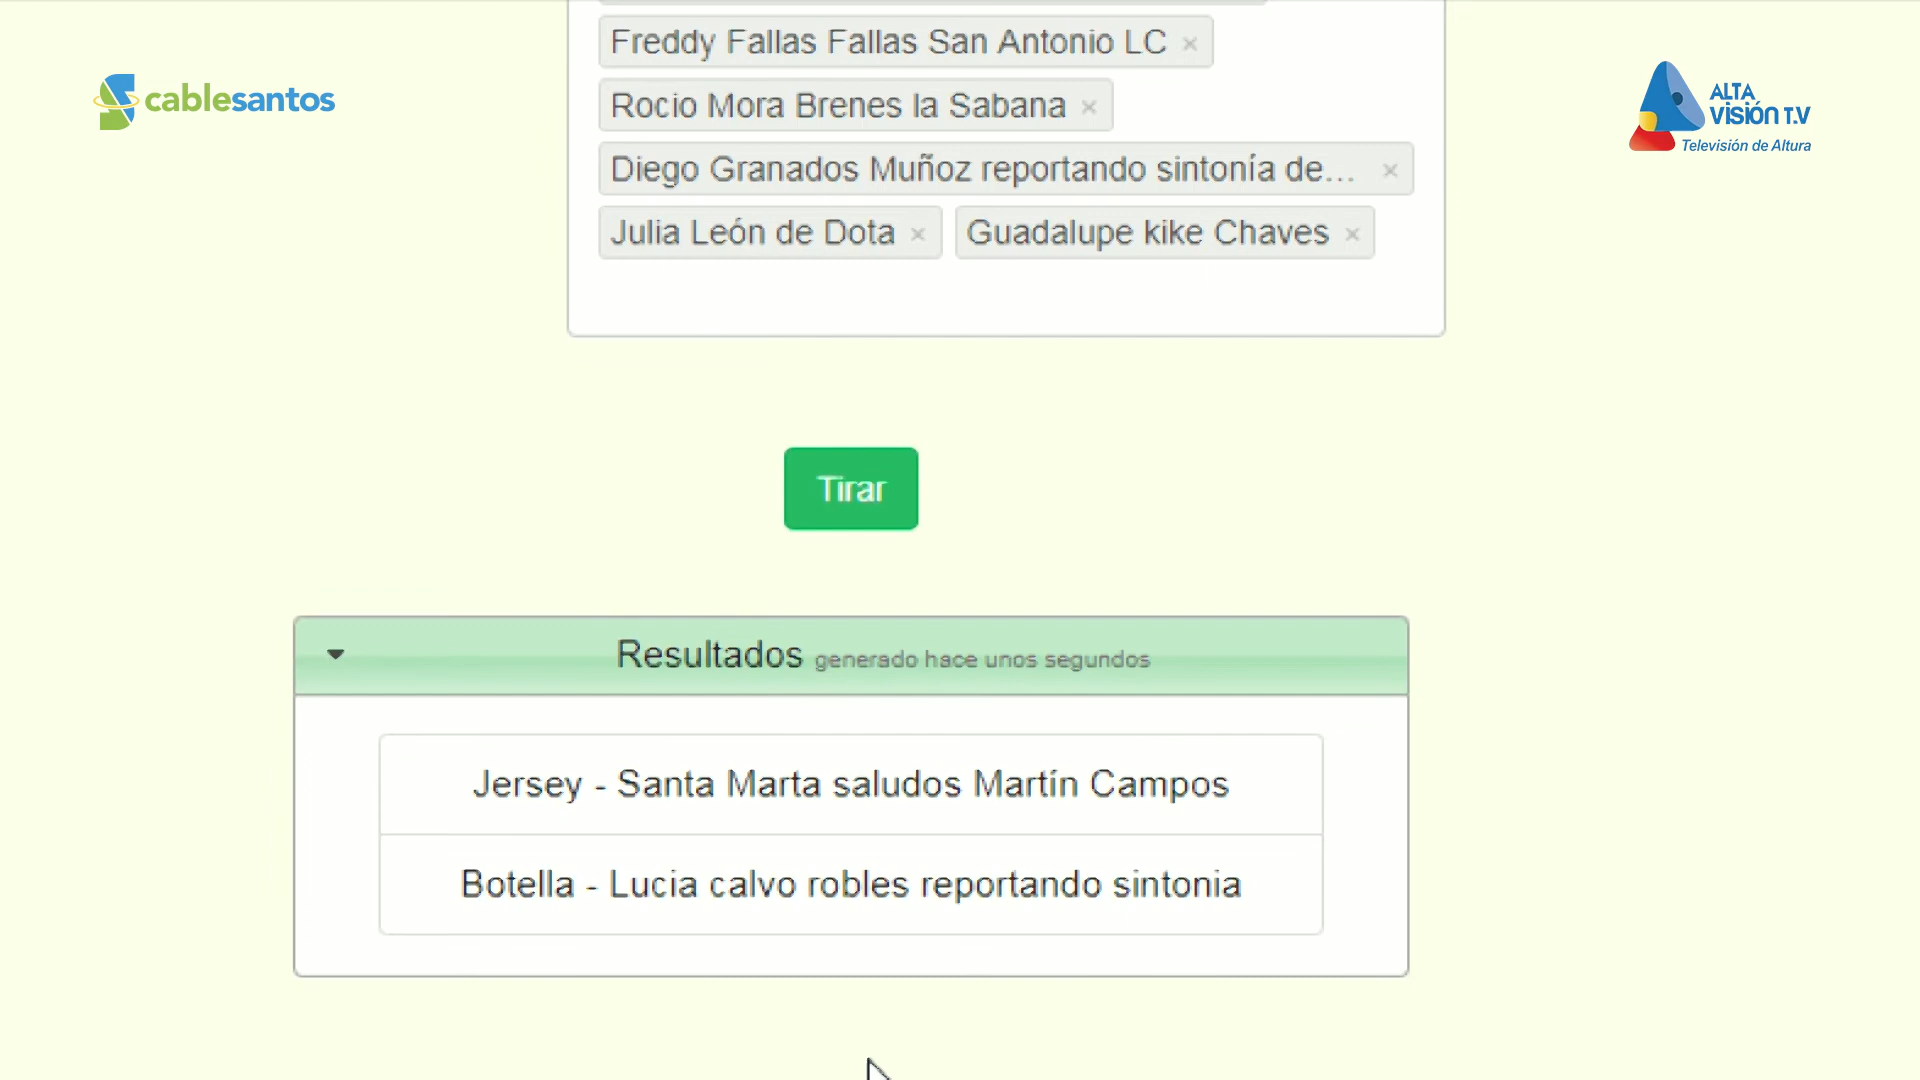 Freddy Fallas Fallas San Antonio LC ×
Rocio Mora Brenes la Sabana ×
Diego Granados Muñoz reportando sintonía de... ×
Julia León de Dota × Guadalupe kike Chaves ×
cablesantos
ALTA
VISIÓN T.V
Televisión de Altura
Tirar
Resultados generado hace unos segundos
Jersey - Santa Marta saludos Martín Campos
Botella - Lucia calvo robles reportando sintonia